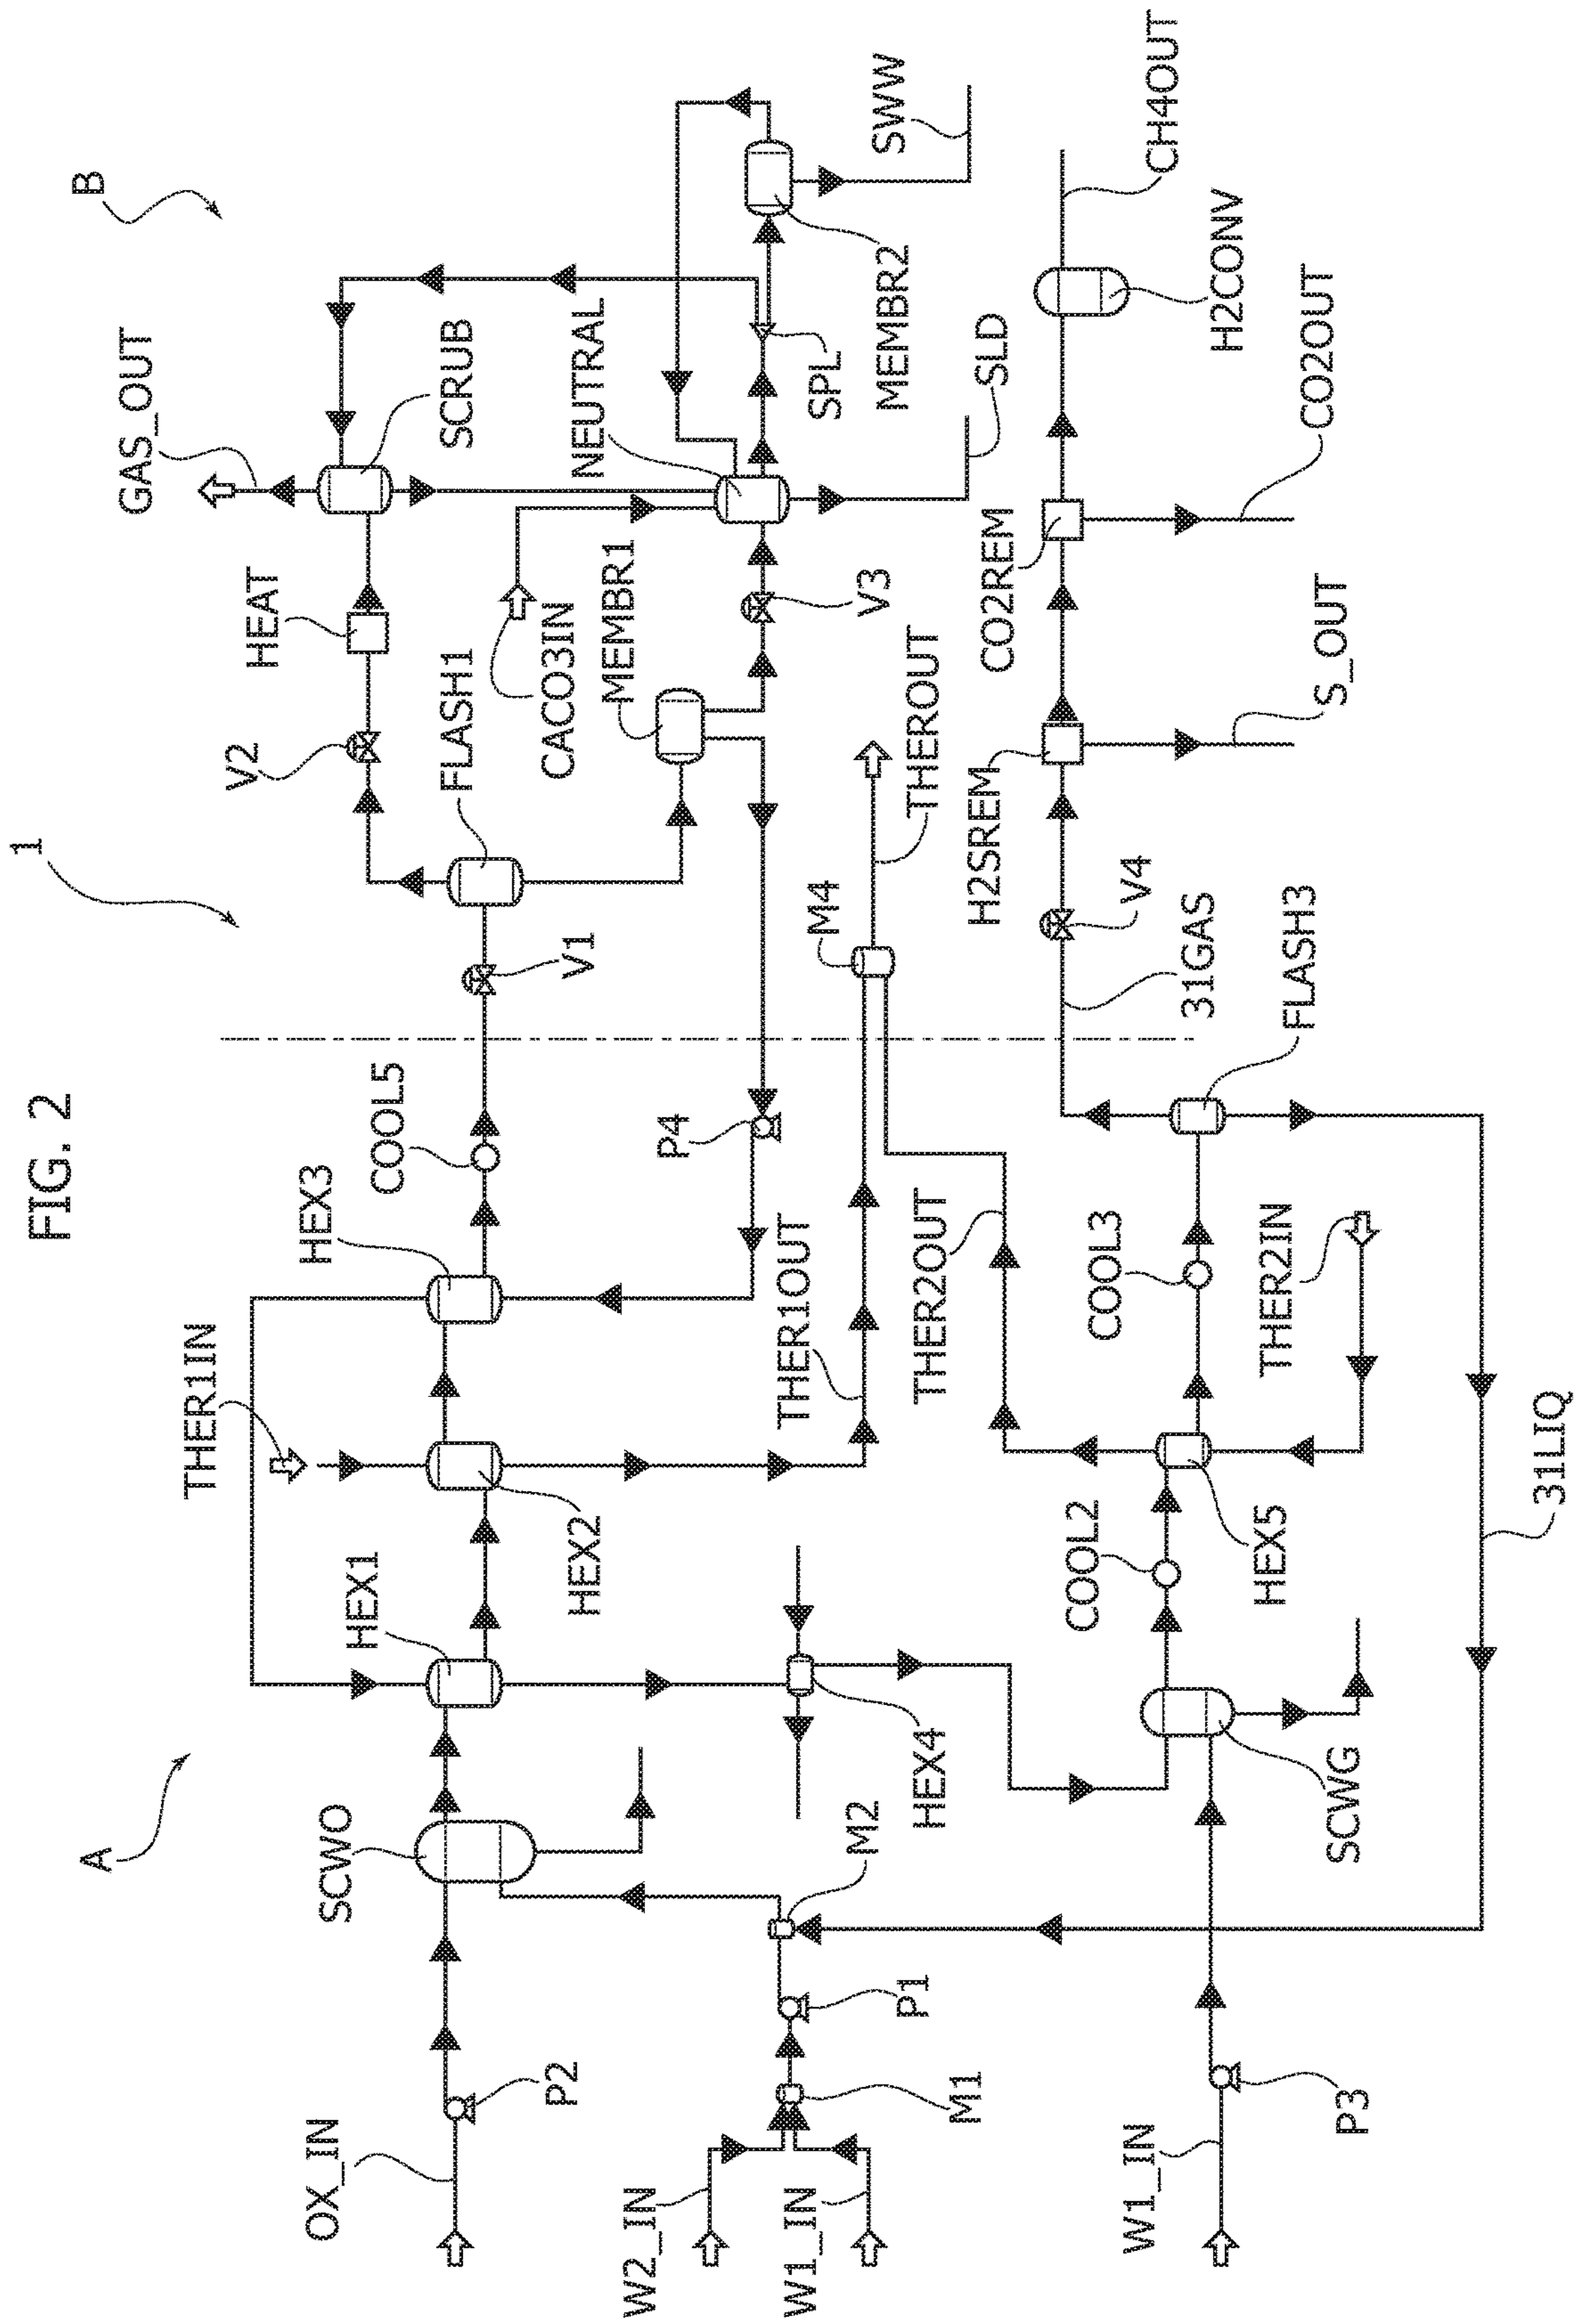 FIG. 2
1
A
B
OX_IN
P2
SCWO
HEX1
THER1IN
HEX2
HEX3
COOL5
V1
FLASH1
V2
HEAT
GAS_OUT
SCRUB
NEUTRAL
CACO3IN
MEMBR1
V3
SPL
MEMBR2
SWW
SLD
W2_IN
W1_IN
M1
P1
M2
HEX4
P4
THER1OUT
THER2OUT
M4
THEROUT
W1_IN
P3
SCWG
COOL2
HEX5
COOL3
THER2IN
FLASH3
31LIQ
31GAS
V4
H2SREM
S_OUT
CO2REM
CO2OUT
H2CONV
CH4OUT